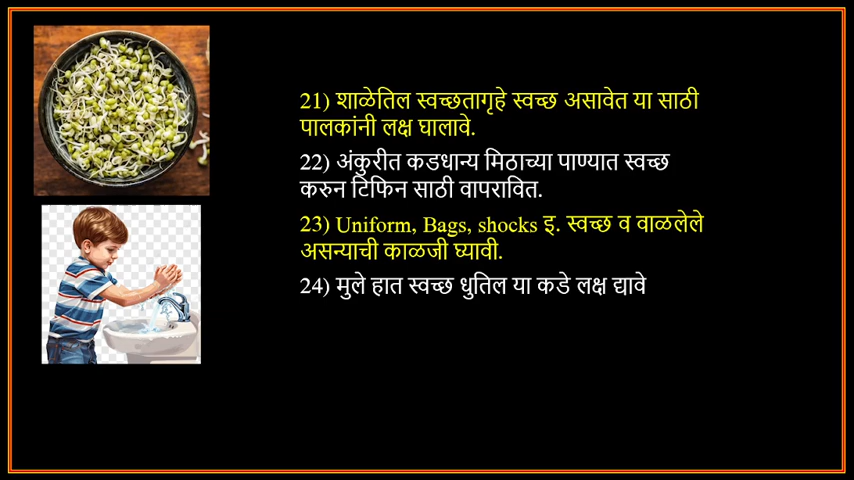 21) शाळेतिल स्वच्छतागृहे स्वच्छ असावेत या साठी
पालकांनी लक्ष घालावे.
22) अंकुरीत कडधान्य मिठाच्या पाण्यात स्वच्छ
करुन टिफिन साठी वापरावित.
23) Uniform, Bags, shocks इ. स्वच्छ व वाळलेले
असन्याची काळजी घ्यावी.
24) मुले हात स्वच्छ धुतिल या कडे लक्ष द्यावे